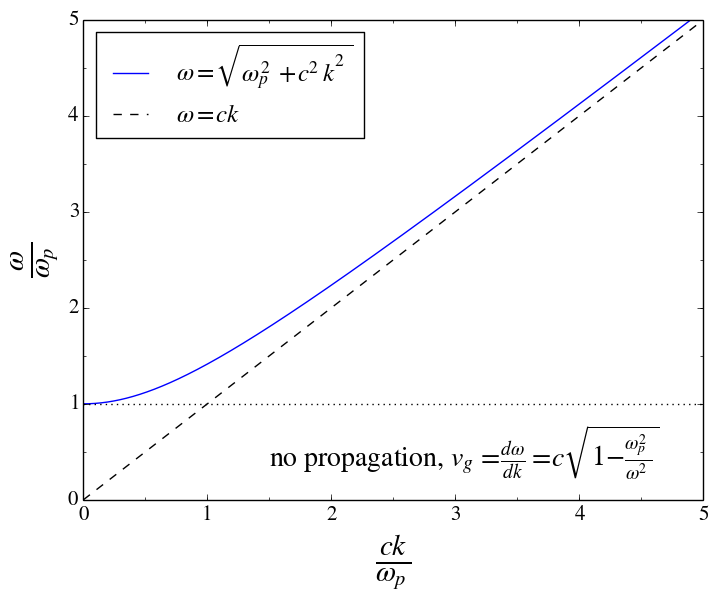 5
ω = √(ω_p² + c² k²)
ω = ck
4
3
ω/ω_p
2
1
no propagation, v_g = dω/dk = c√(1 − ω_p²/ω²)
0
0 1 2 3 4 5
ck/ω_p